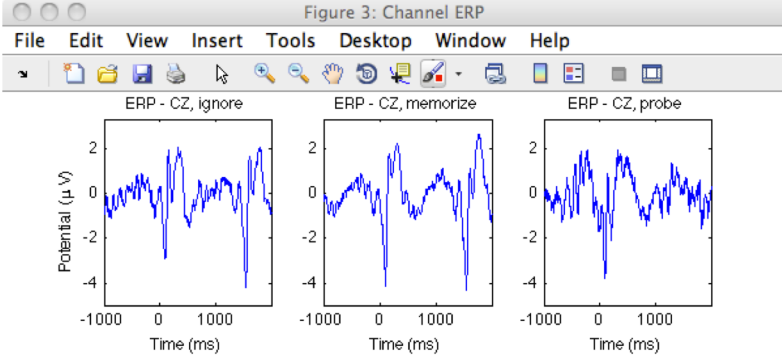 Figure 3: Channel ERP
File Edit View Insert Tools Desktop Window Help
ERP - CZ, ignore ERP - CZ, memorize ERP - CZ, probe
Potential (μ V)
2 2 2
0 0 0
-2 -2 -2
-4 -4 -4
-1000 0 1000 -1000 0 1000 -1000 0 1000
Time (ms) Time (ms) Time (ms)